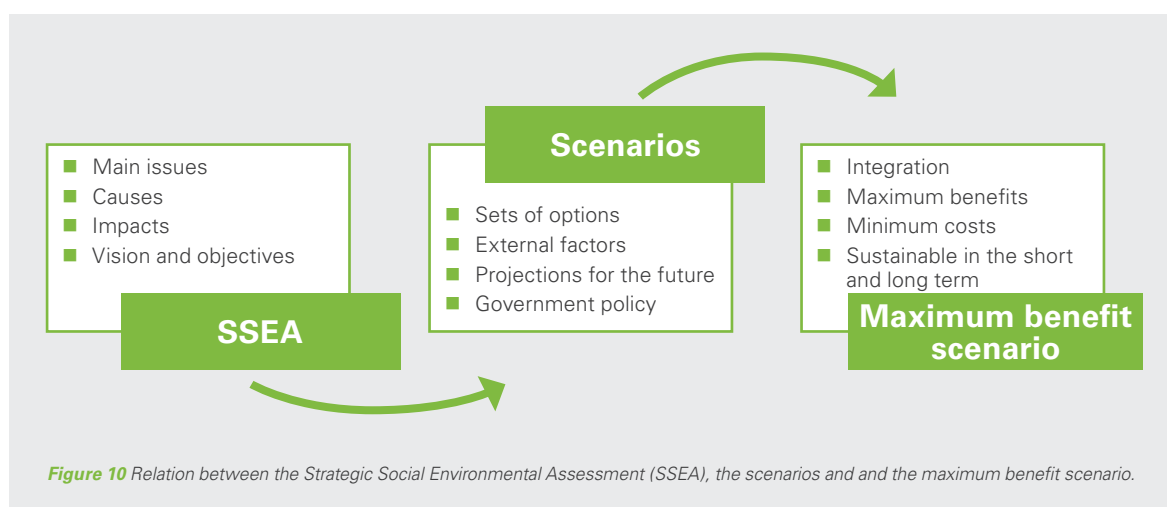 Main issues
Causes
Impacts
Vision and objectives
SSEA
Scenarios
Sets of options
External factors
Projections for the future
Government policy
Integration
Maximum benefits
Minimum costs
Sustainable in the short
and long term
Maximum benefit
scenario
Figure 10 Relation between the Strategic Social Environmental Assessment (SSEA), the scenarios and and the maximum benefit scenario.